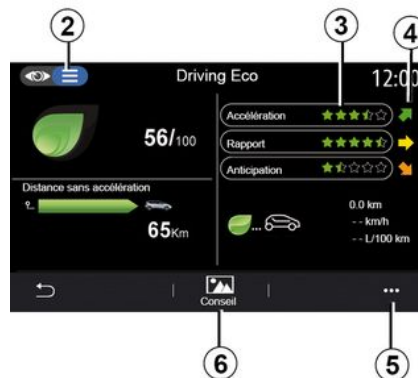 2
3
4
Driving Eco
12:00
56/100
Accélération
Rapport
Anticipation
Distance sans accélération
65Km
0.0 km
-- km/h
-- L/100 km
...
Conseil
...
6
5